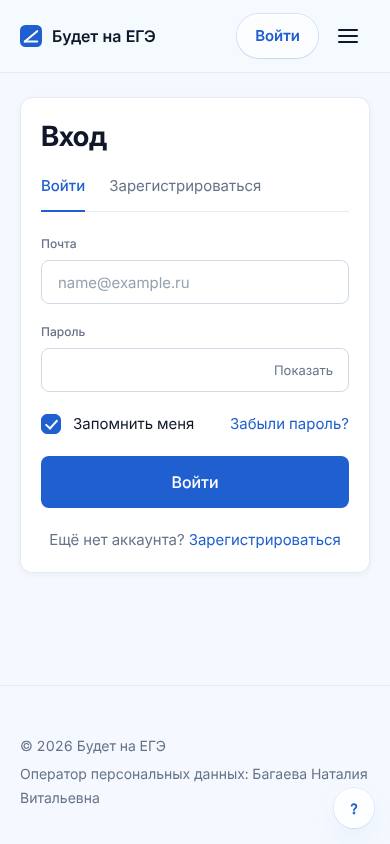 Будет на ЕГЭ
Войти
Вход
Войти
Зарегистрироваться
Почта
name@example.ru
Пароль
Показать
Запомнить меня
Забыли пароль?
Войти
Ещё нет аккаунта? Зарегистрироваться
© 2026 Будет на ЕГЭ
Оператор персональных данных: Багаева Наталия
Витальевна
?